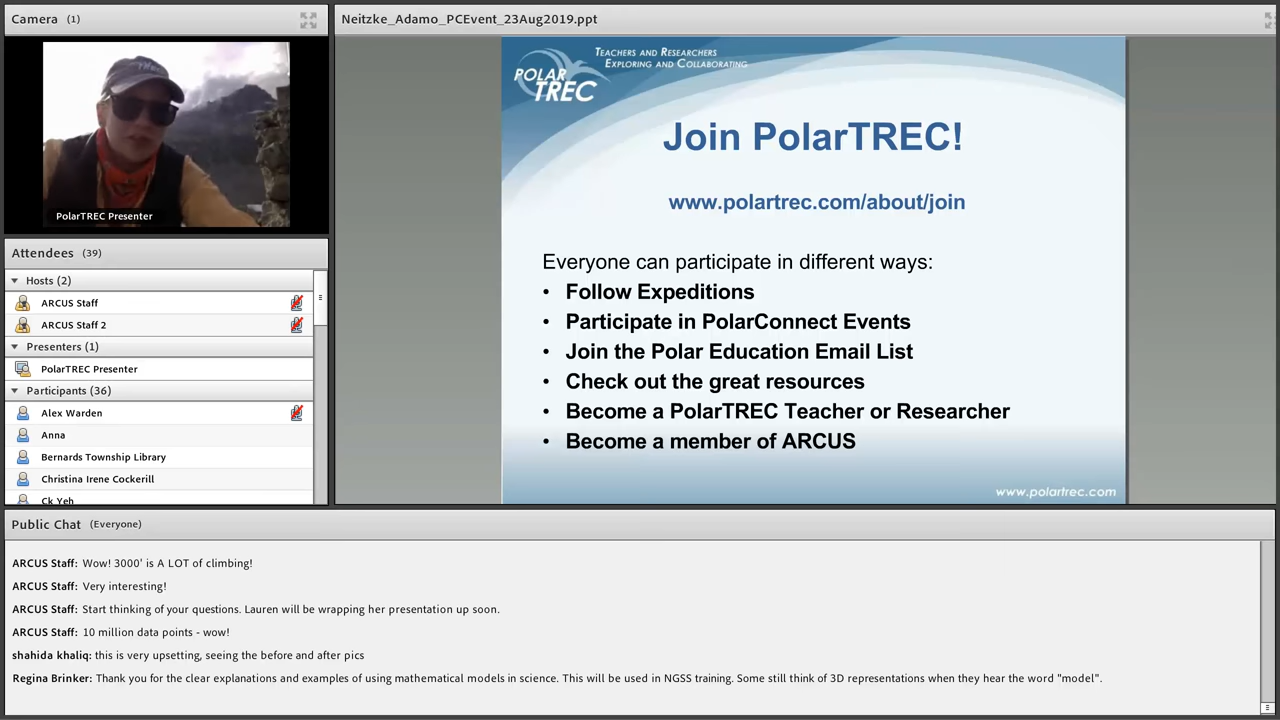 Camera (1)
PolarTREC Presenter
Attendees (39)
Hosts (2)
ARCUS Staff
ARCUS Staff 2
Presenters (1)
PolarTREC Presenter
Participants (36)
Alex Warden
Anna
Bernards Township Library
Christina Irene Cockerill
Ck Yeh
Neitzke_Adamo_PCEvent_23Aug2019.ppt
POLAR
TREC
TEACHERS AND RESEARCHERS
EXPLORING AND COLLABORATING
Join PolarTREC!
www.polartrec.com/about/join
Everyone can participate in different ways:
• Follow Expeditions
• Participate in PolarConnect Events
• Join the Polar Education Email List
• Check out the great resources
• Become a PolarTREC Teacher or Researcher
• Become a member of ARCUS
www.polartrec.com
Public Chat (Everyone)
ARCUS Staff: Wow! 3000' is A LOT of climbing!
ARCUS Staff: Very interesting!
ARCUS Staff: Start thinking of your questions. Lauren will be wrapping her presentation up soon.
ARCUS Staff: 10 million data points - wow!
shahida khaliq: this is very upsetting, seeing the before and after pics
Regina Brinker: Thank you for the clear explanations and examples of using mathematical models in science. This will be used in NGSS training. Some still think of 3D representations when they hear the word "model".